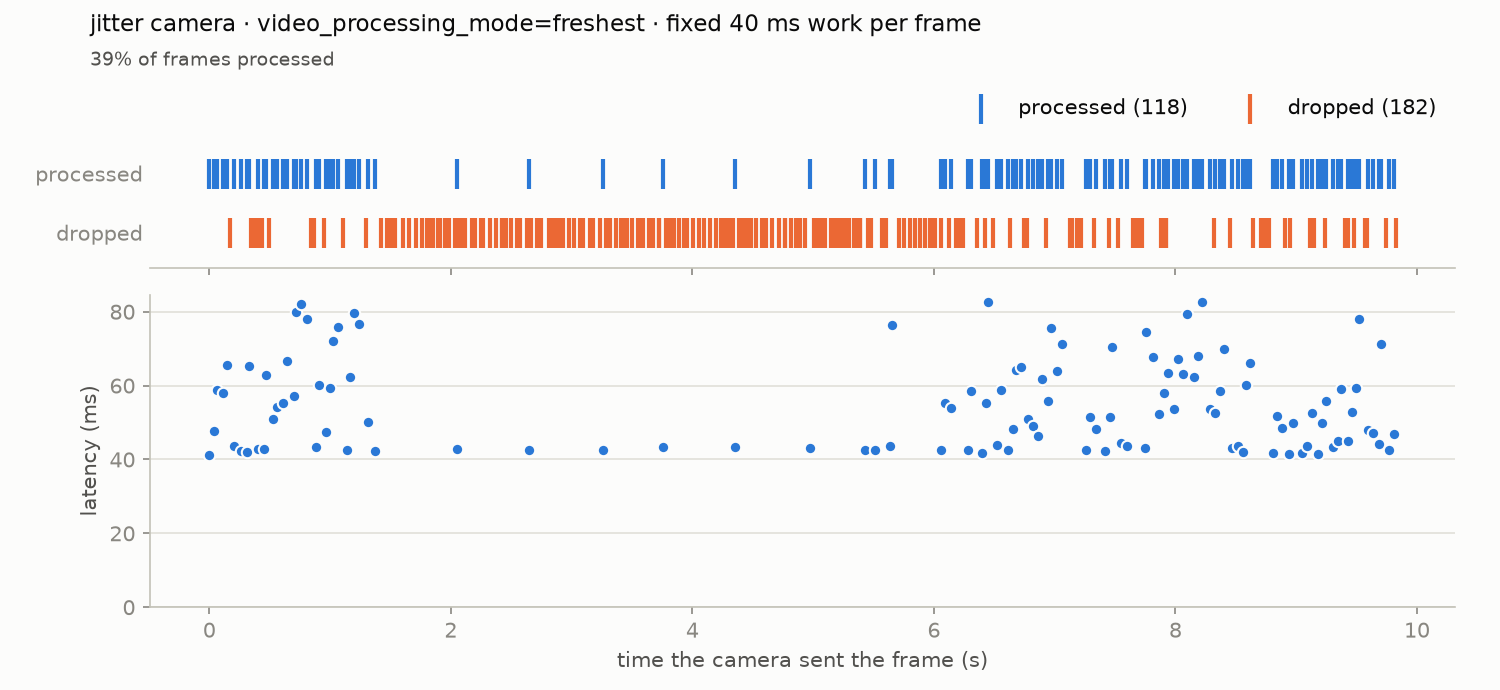 jitter camera · video_processing_mode=freshest · fixed 40 ms work per frame
39% of frames processed
processed (118)
dropped (182)
processed
dropped
80
60
40
20
0
latency (ms)
0 2 4 6 8 10
time the camera sent the frame (s)